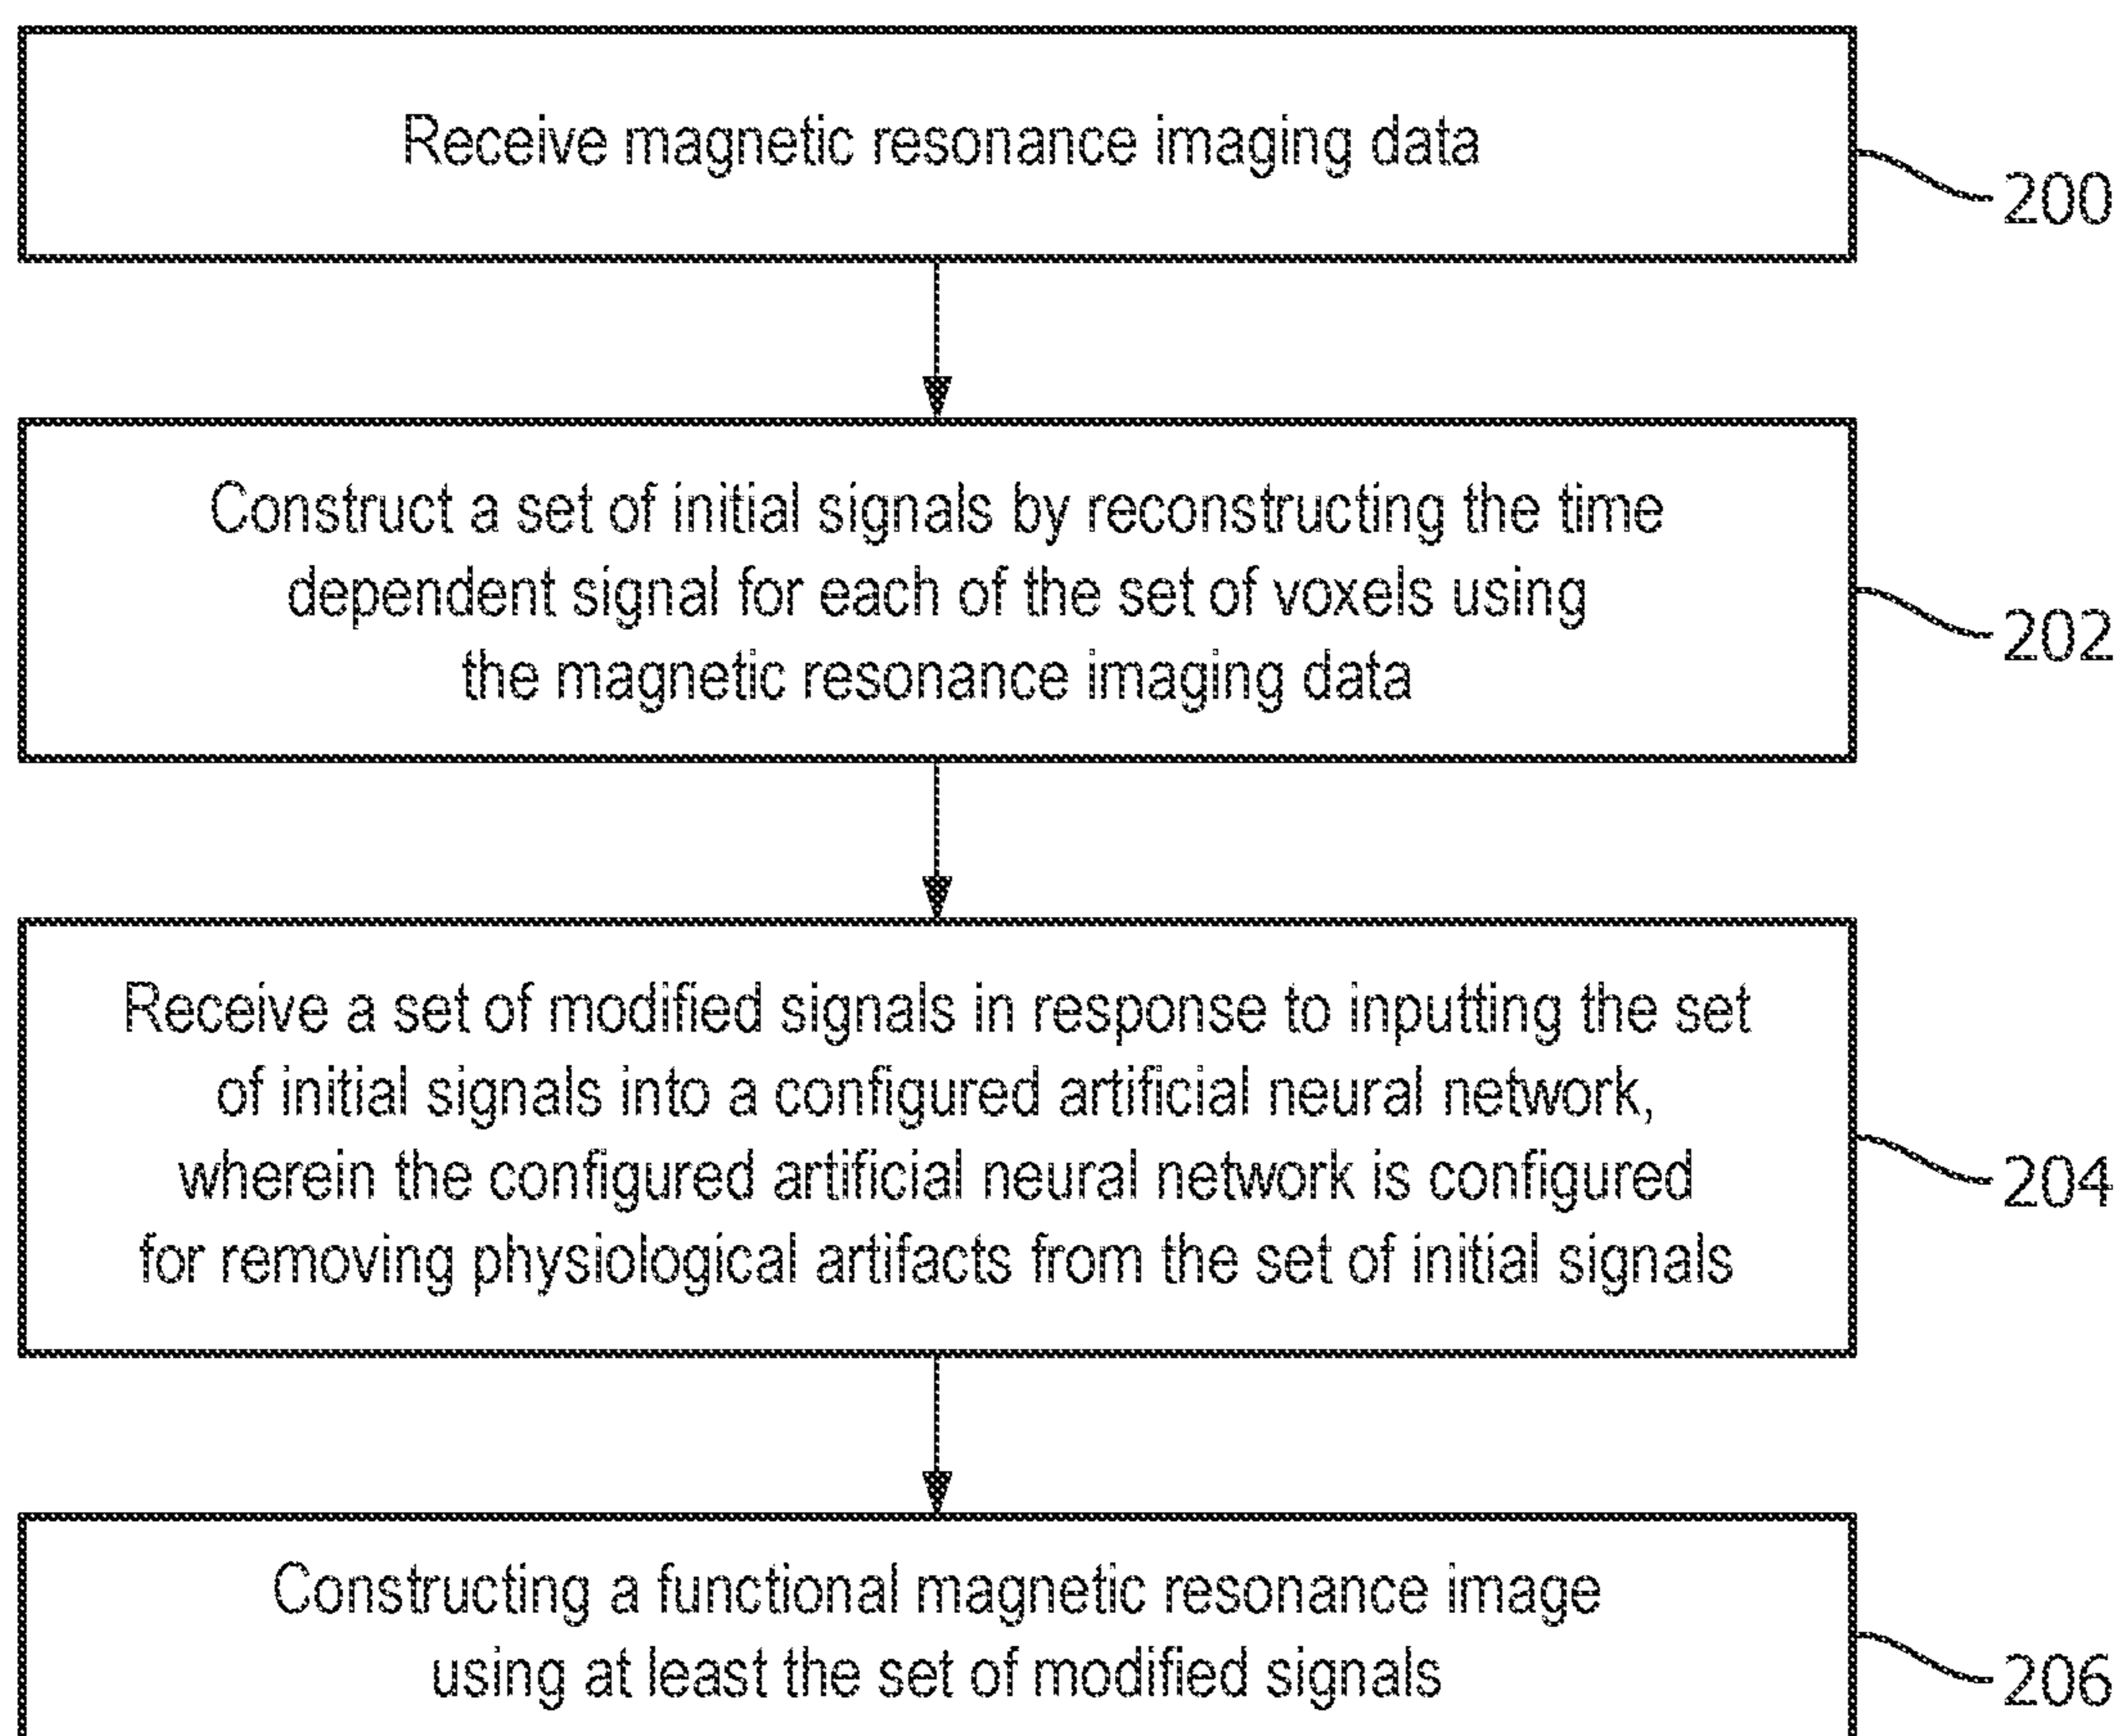 Receive magnetic resonance imaging data
200
Construct a set of initial signals by reconstructing the time
dependent signal for each of the set of voxels using
the magnetic resonance imaging data
202
Receive a set of modified signals in response to inputting the set
of initial signals into a configured artificial neural network,
wherein the configured artificial neural network is configured
for removing physiological artifacts from the set of initial signals
204
Constructing a functional magnetic resonance image
using at least the set of modified signals
206